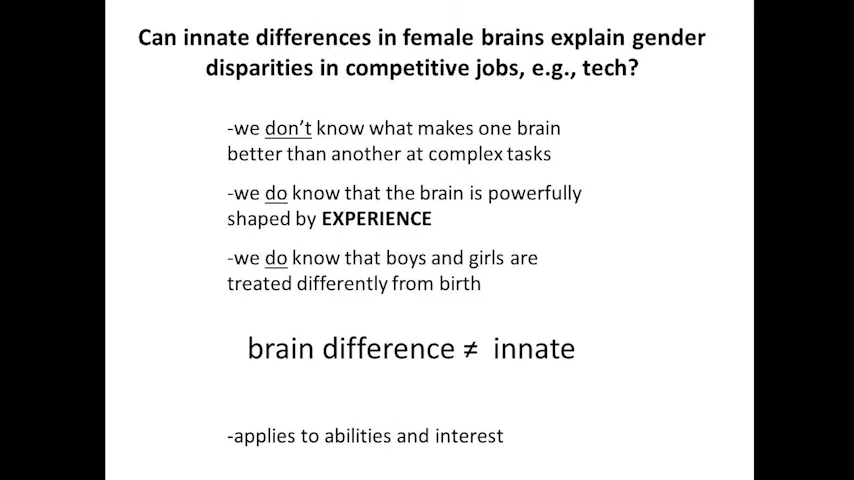 Can innate differences in female brains explain gender
disparities in competitive jobs, e.g., tech?
-we don't know what makes one brain
better than another at complex tasks
-we do know that the brain is powerfully
shaped by EXPERIENCE
-we do know that boys and girls are
treated differently from birth
brain difference ≠ innate
-applies to abilities and interest